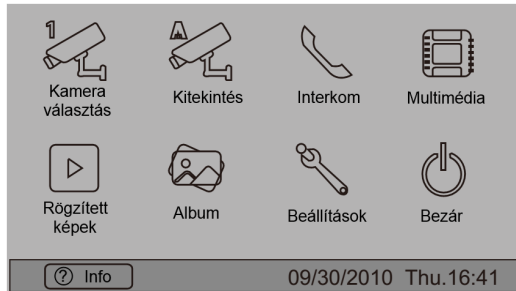 1
A
Kamera
választás
Kitekintés
Interkom
Multimédia
Rögzített
képek
Album
Beállítások
Bezár
? Info
09/30/2010 Thu.16:41